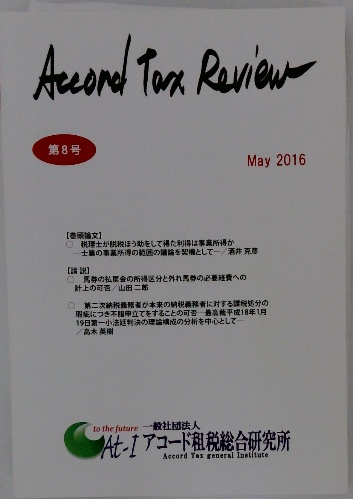 Accord Tax Review
第8号
May 2016
【巻頭論文】
○ 税理士が脱税ほう助をして得た利得は事業所得か
―士業の事業所得の範囲の議論を契機として―／酒井 克彦
【論 説】
○ 馬券の払戻金の所得区分と外れ馬券の必要経費への
計上の可否／山田 二郎
○ 第二次納税義務者が本来の納税義務者に対する課税処分の
瑕疵につき不服申立てをすることの可否―最高裁平成18年1月
19日第一小法廷判決の理論構成の分析を中心として―
／高木 英樹
to the future
一般社団法人
At-I アコード租税総合研究所
Accord Tax general Institute